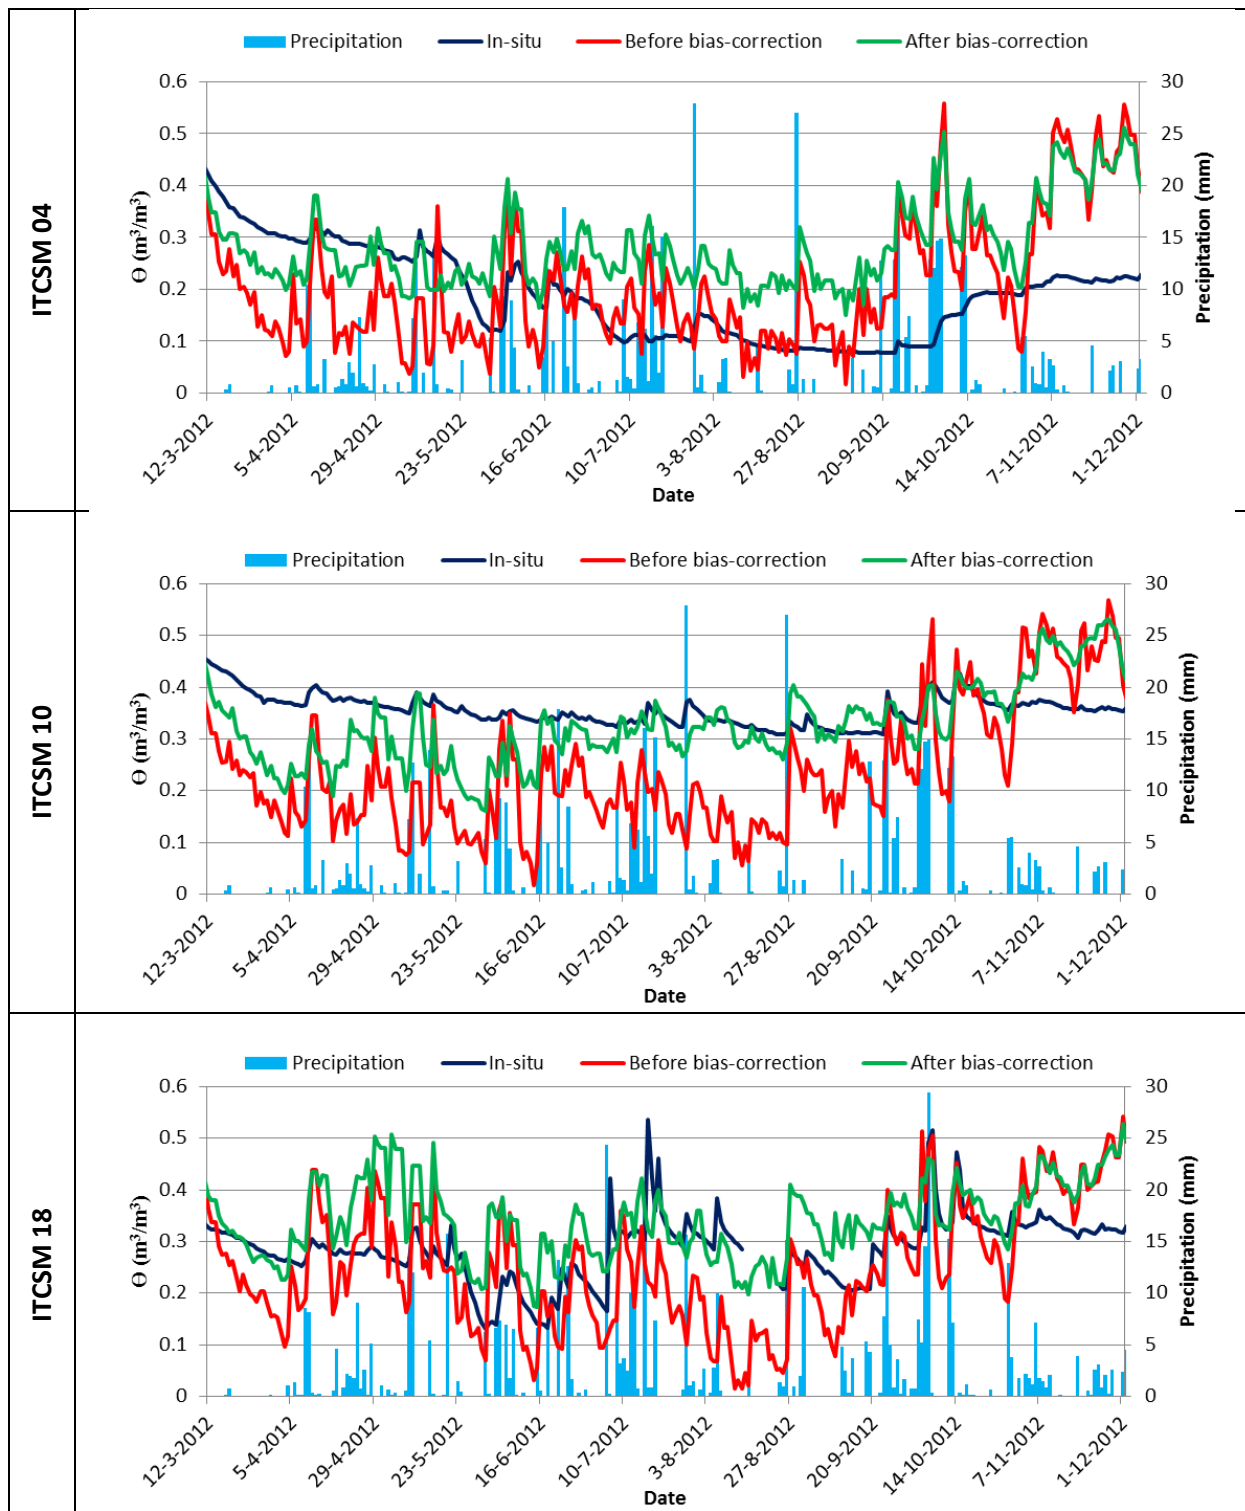 ITCSM 04
Precipitation In-situ Before bias-correction After bias-correction
0.6 30
0.5 25
0.4 20
0.3 15
0.2 10
0.1 5
0 0
Θ (m³/m³)
Precipitation (mm)
12-3-2012 5-4-2012 29-4-2012 23-5-2012 16-6-2012 10-7-2012 3-8-2012 27-8-2012 20-9-2012 14-10-2012 7-11-2012 1-12-2012
Date
ITCSM 10
Precipitation In-situ Before bias-correction After bias-correction
0.6 30
0.5 25
0.4 20
0.3 15
0.2 10
0.1 5
0 0
Θ (m³/m³)
Precipitation (mm)
12-3-2012 5-4-2012 29-4-2012 23-5-2012 16-6-2012 10-7-2012 3-8-2012 27-8-2012 20-9-2012 14-10-2012 7-11-2012 1-12-2012
Date
ITCSM 18
Precipitation In-situ Before bias-correction After bias-correction
0.6 30
0.5 25
0.4 20
0.3 15
0.2 10
0.1 5
0 0
Θ (m³/m³)
Precipitation (mm)
12-3-2012 5-4-2012 29-4-2012 23-5-2012 16-6-2012 10-7-2012 3-8-2012 27-8-2012 20-9-2012 14-10-2012 7-11-2012 1-12-2012
Date